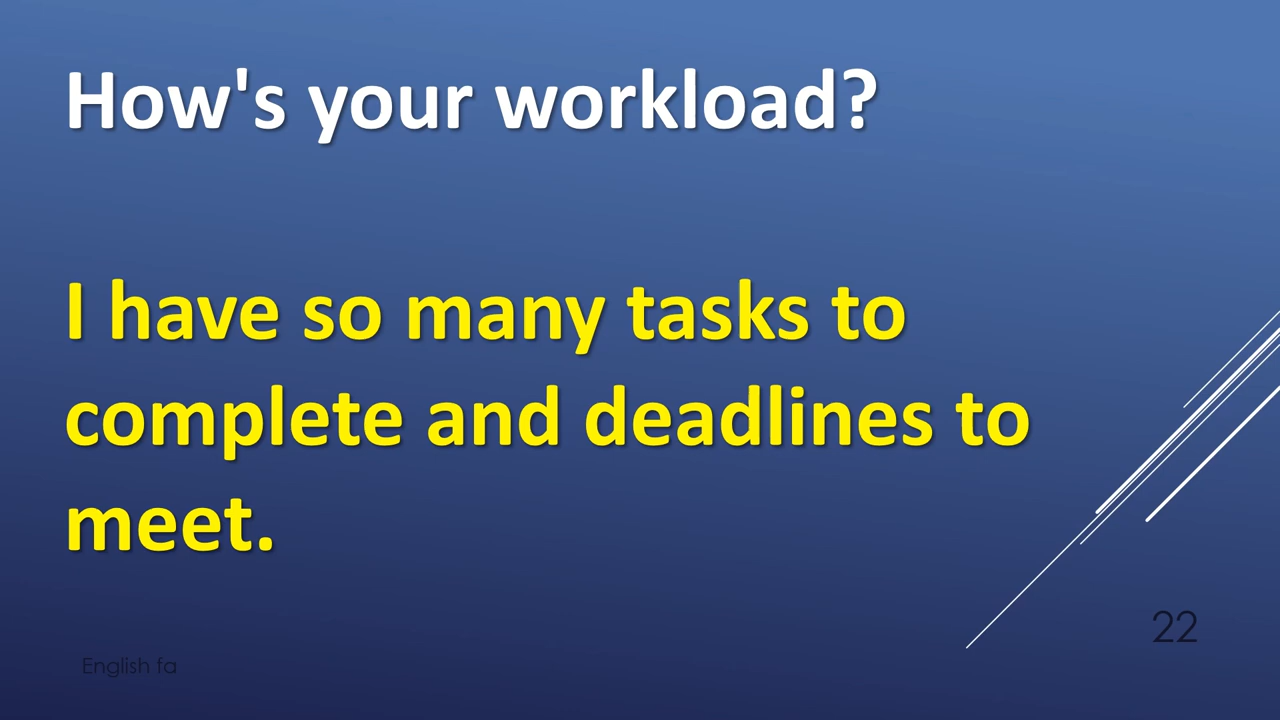 How's your workload?
I have so many tasks to
complete and deadlines to
meet.
22
English fa